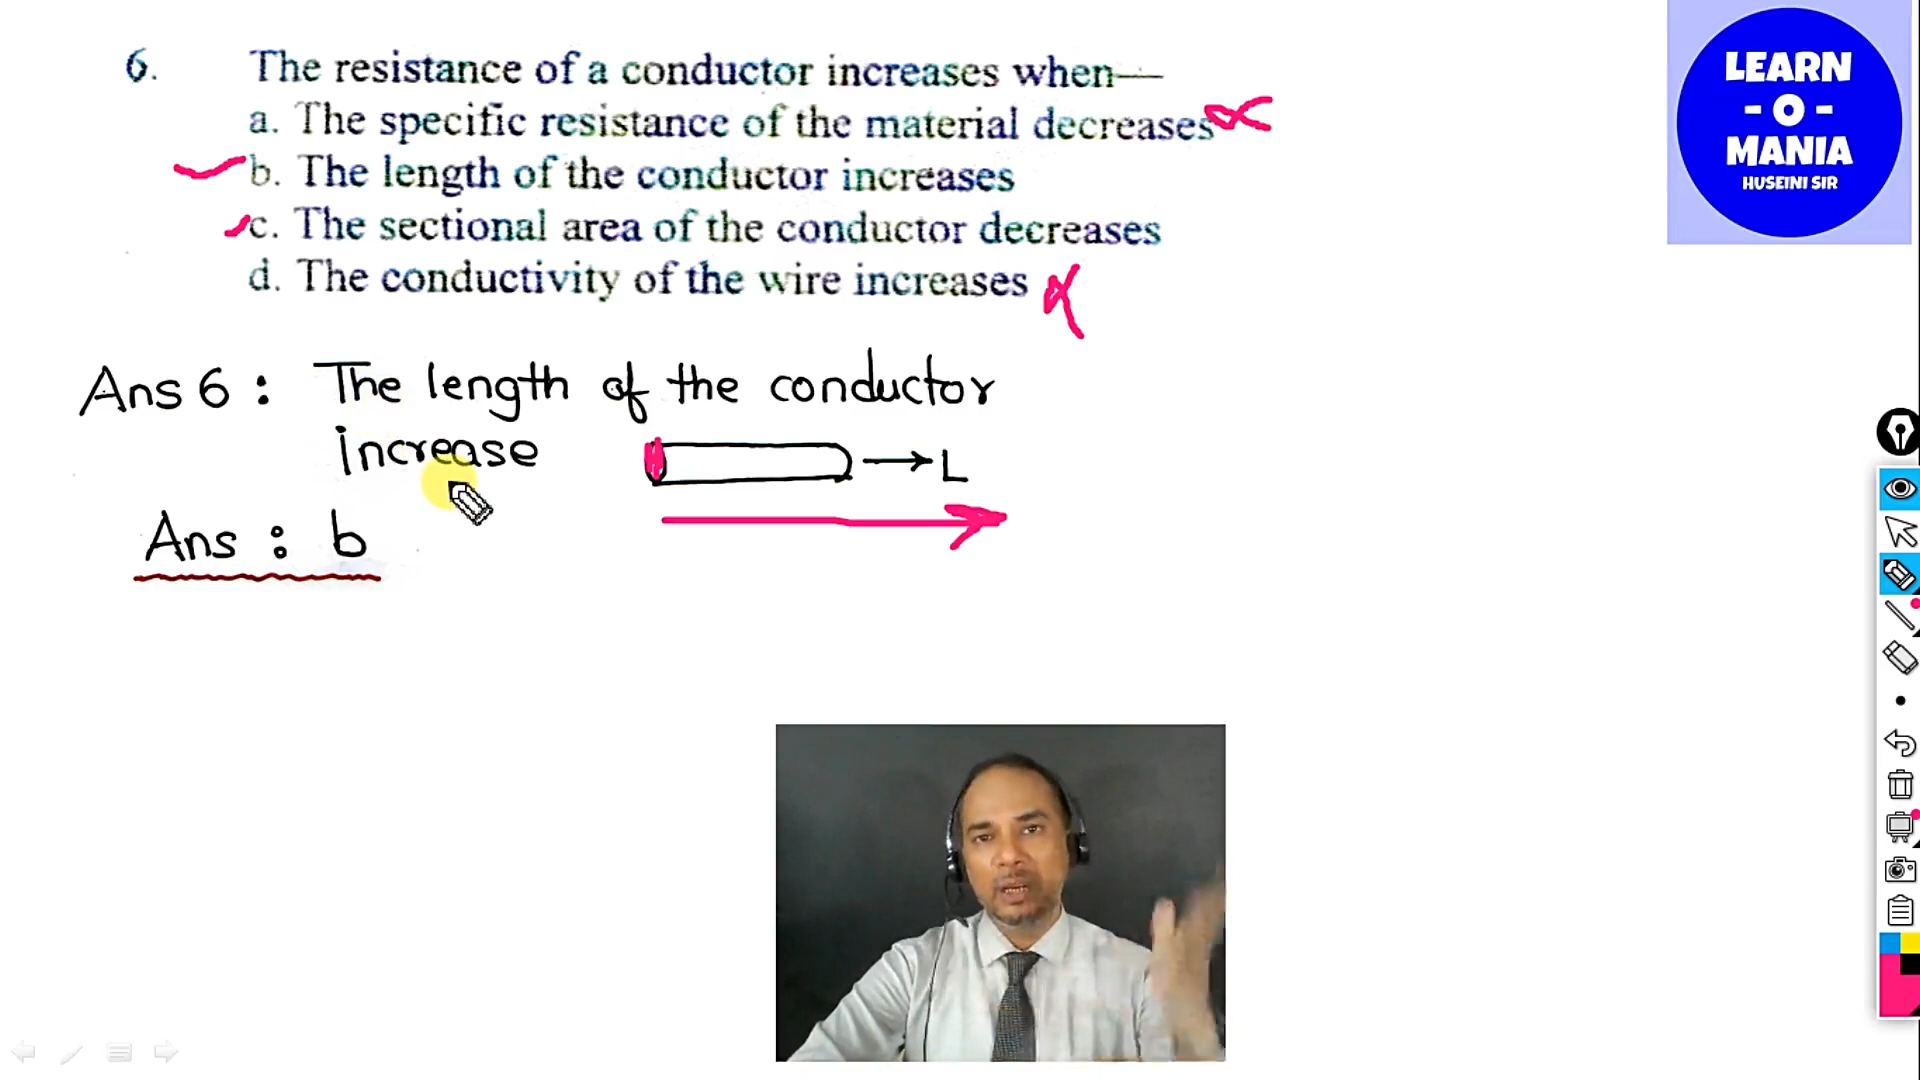 6. The resistance of a conductor increases when—
a. The specific resistance of the material decreases
b. The length of the conductor increases
c. The sectional area of the conductor decreases
d. The conductivity of the wire increases
Ans 6 : The length of the conductor
increase
L
Ans : b
LEARN
- O -
MANIA
HUSEINI SIR